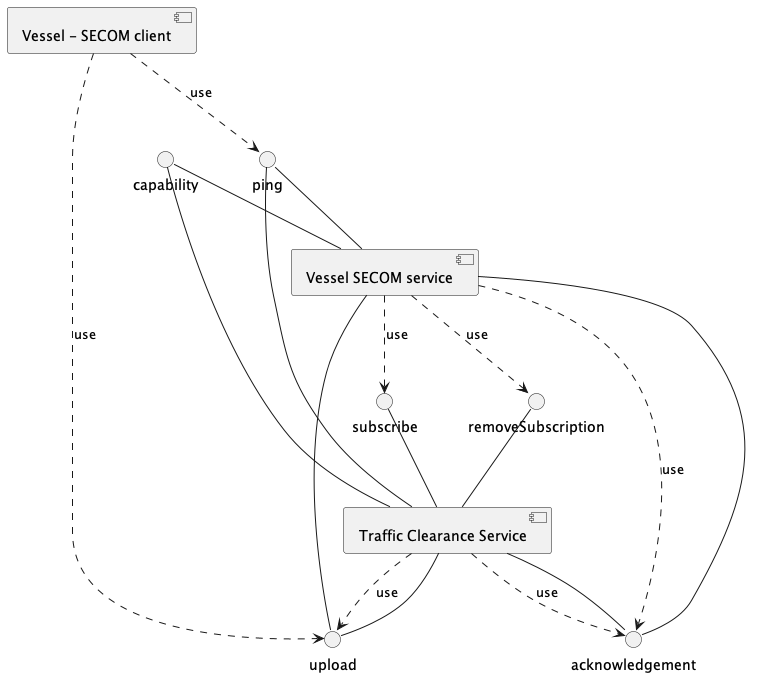 Vessel - SECOM client
use
capability
ping
Vessel SECOM service
use
use
use
subscribe
removeSubscription
use
Traffic Clearance Service
use
use
upload
acknowledgement